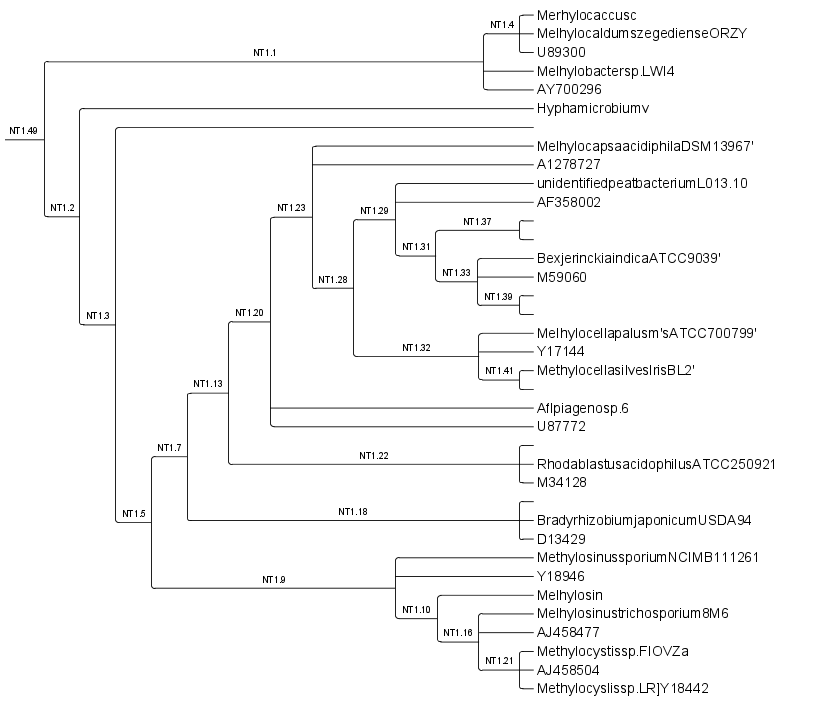 Merhylocaccusc
NT1.4
MelhylocaldumszegedienseORZY
NT1.1
U89300
Melhylobactersp.LWI4
AY700296
Hyphamicrobiumv
NT1.49
MelhylocapsaacidiphilaDSM13967'
A1278727
unidentifiedpeatbacteriumL013.10
NT1.23
NT1.29
AF358002
NT1.2
NT1.37
NT1.31
BexjerinckiaindicaATCC9039'
NT1.33
M59060
NT1.28
NT1.39
NT1.3
NT1.20
Melhylocellapalusm'sATCC700799'
NT1.32
Y17144
NT1.41
MethylocellasilvesIrisBL2'
NT1.13
Aflpiagenosp.6
U87772
NT1.7
NT1.22
RhodablastusacidophilusATCC250921
M34128
NT1.5
NT1.18
BradyrhizobiumjaponicumUSDA94
D13429
MethylosinussporiumNCIMB111261
NT1.9
Y18946
Melhylosin
NT1.10
Melhylosinustrichosporium8M6
NT1.16
AJ458477
Methylocystissp.FIOVZa
NT1.21
AJ458504
Methylocyslissp.LR]Y18442